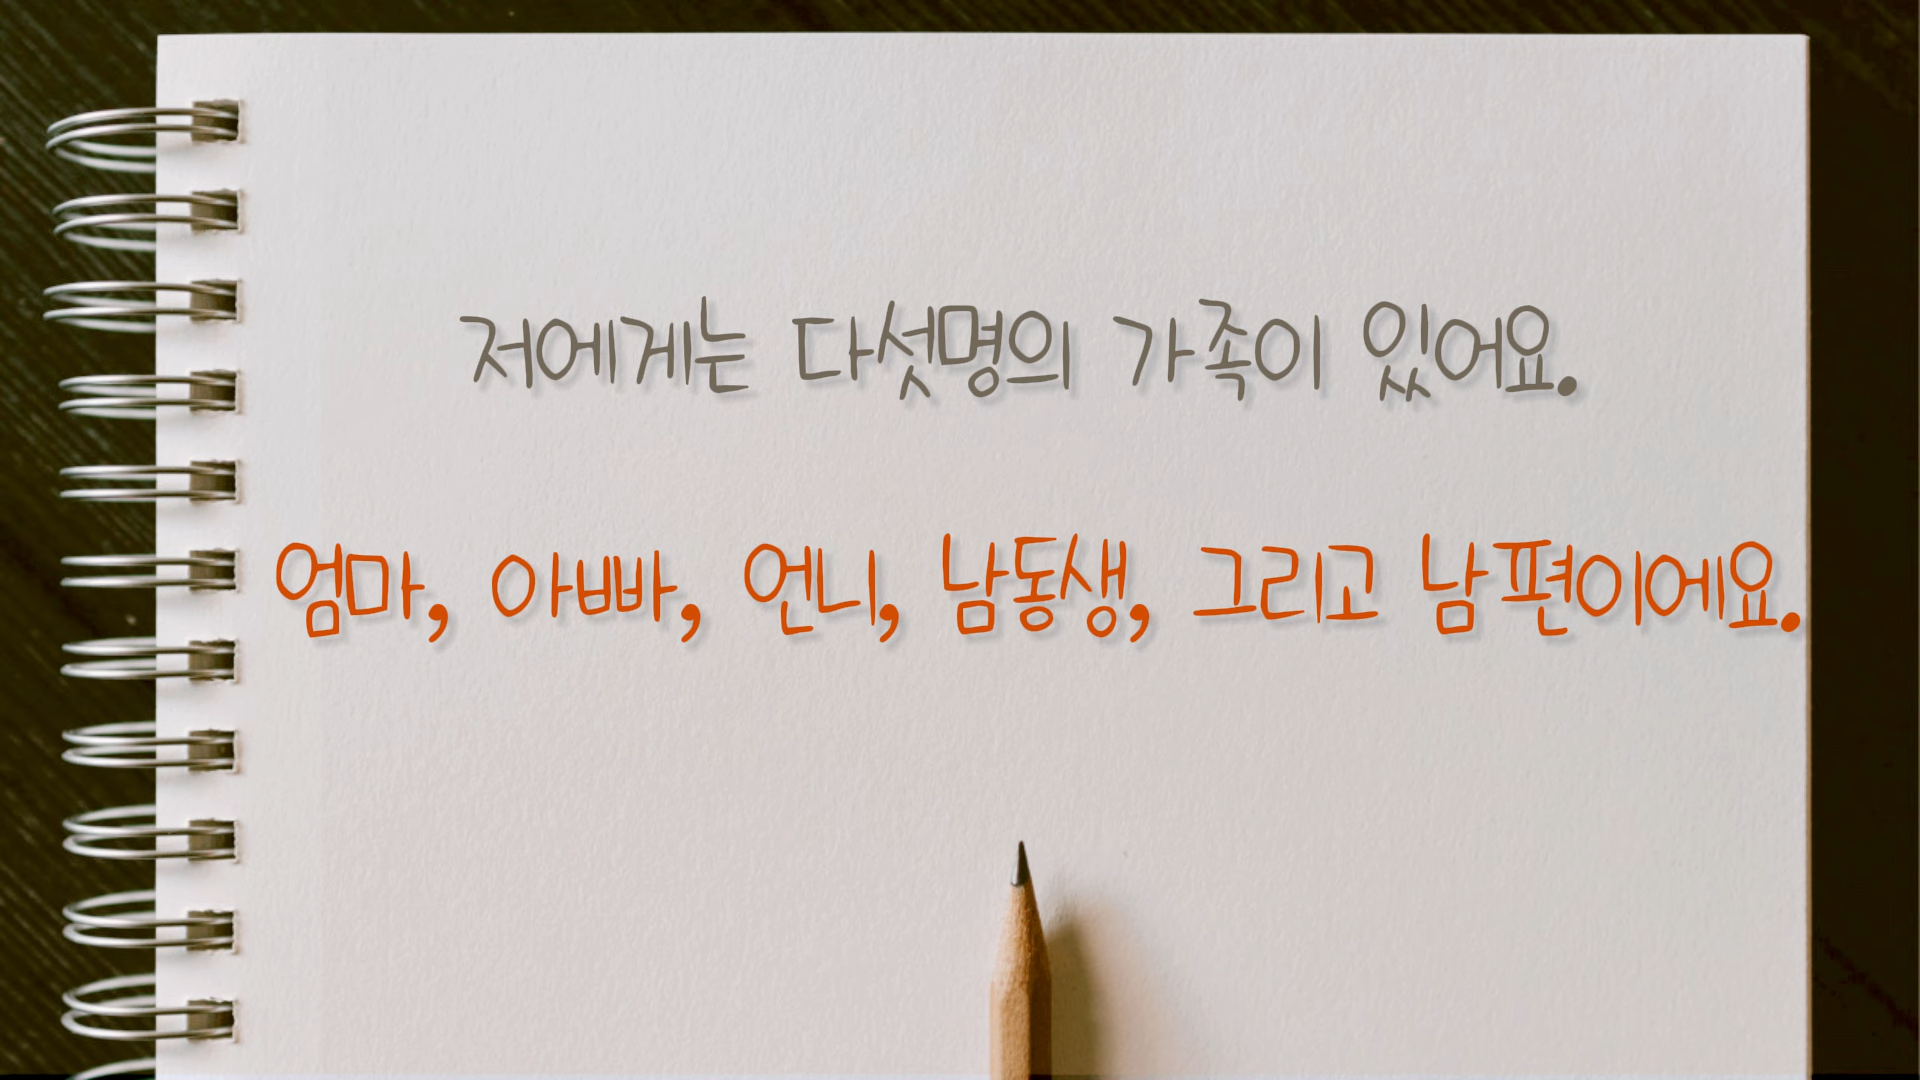 저에게는 다섯명의 가족이 있어요.
엄마, 아빠, 언니, 남동생, 그리고 남편이에요.